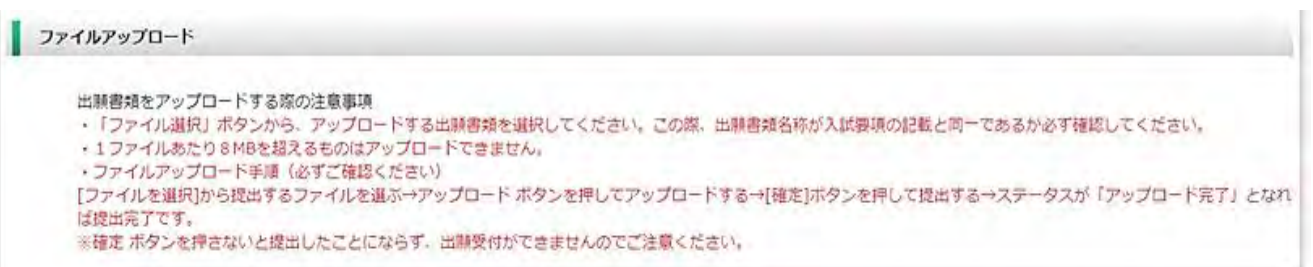 ファイルアップロード
出願書類をアップロードする際の注意事項
・「ファイル選択」ボタンから、アップロードする出願書類を選択してください。この際、出願書類名称が入試要項の記載と同一であるか必ず確認してください。
・１ファイルあたり８MBを超えるものはアップロードできません。
・ファイルアップロード手順（必ずご確認ください）
[ファイルを選択]から提出するファイルを選ぶ→アップロード ボタンを押してアップロードする→[確定]ボタンを押して提出する→ステータスが「アップロード完了」となれ
ば提出完了です。
※確定 ボタンを押さないと提出したことにならず、出願受付ができませんのでご注意ください。